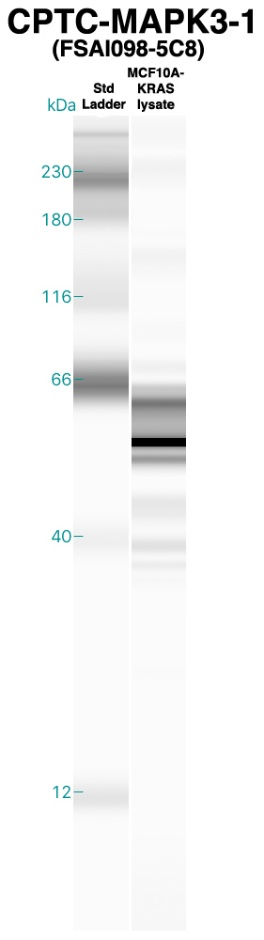 CPTC-MAPK3-1
(FSAI098-5C8)
MCF10A-
Std KRAS
kDa Ladder lysate
230
180
116
66
40
12